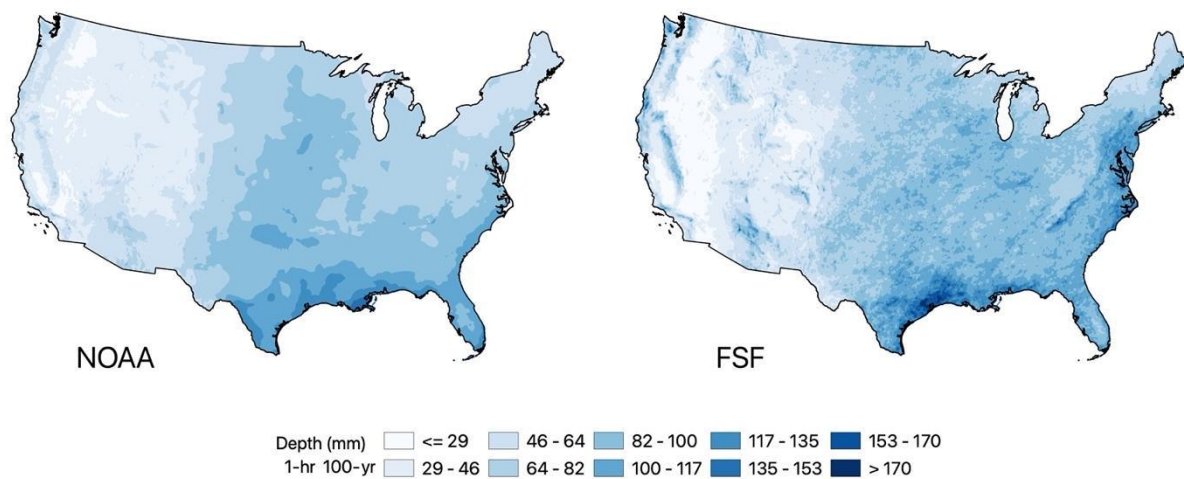 NOAA
FSF
Depth (mm)
1-hr 100-yr
<= 29 46 - 64 82 - 100 117 - 135 153 - 170
29 - 46 64 - 82 100 - 117 135 - 153 > 170